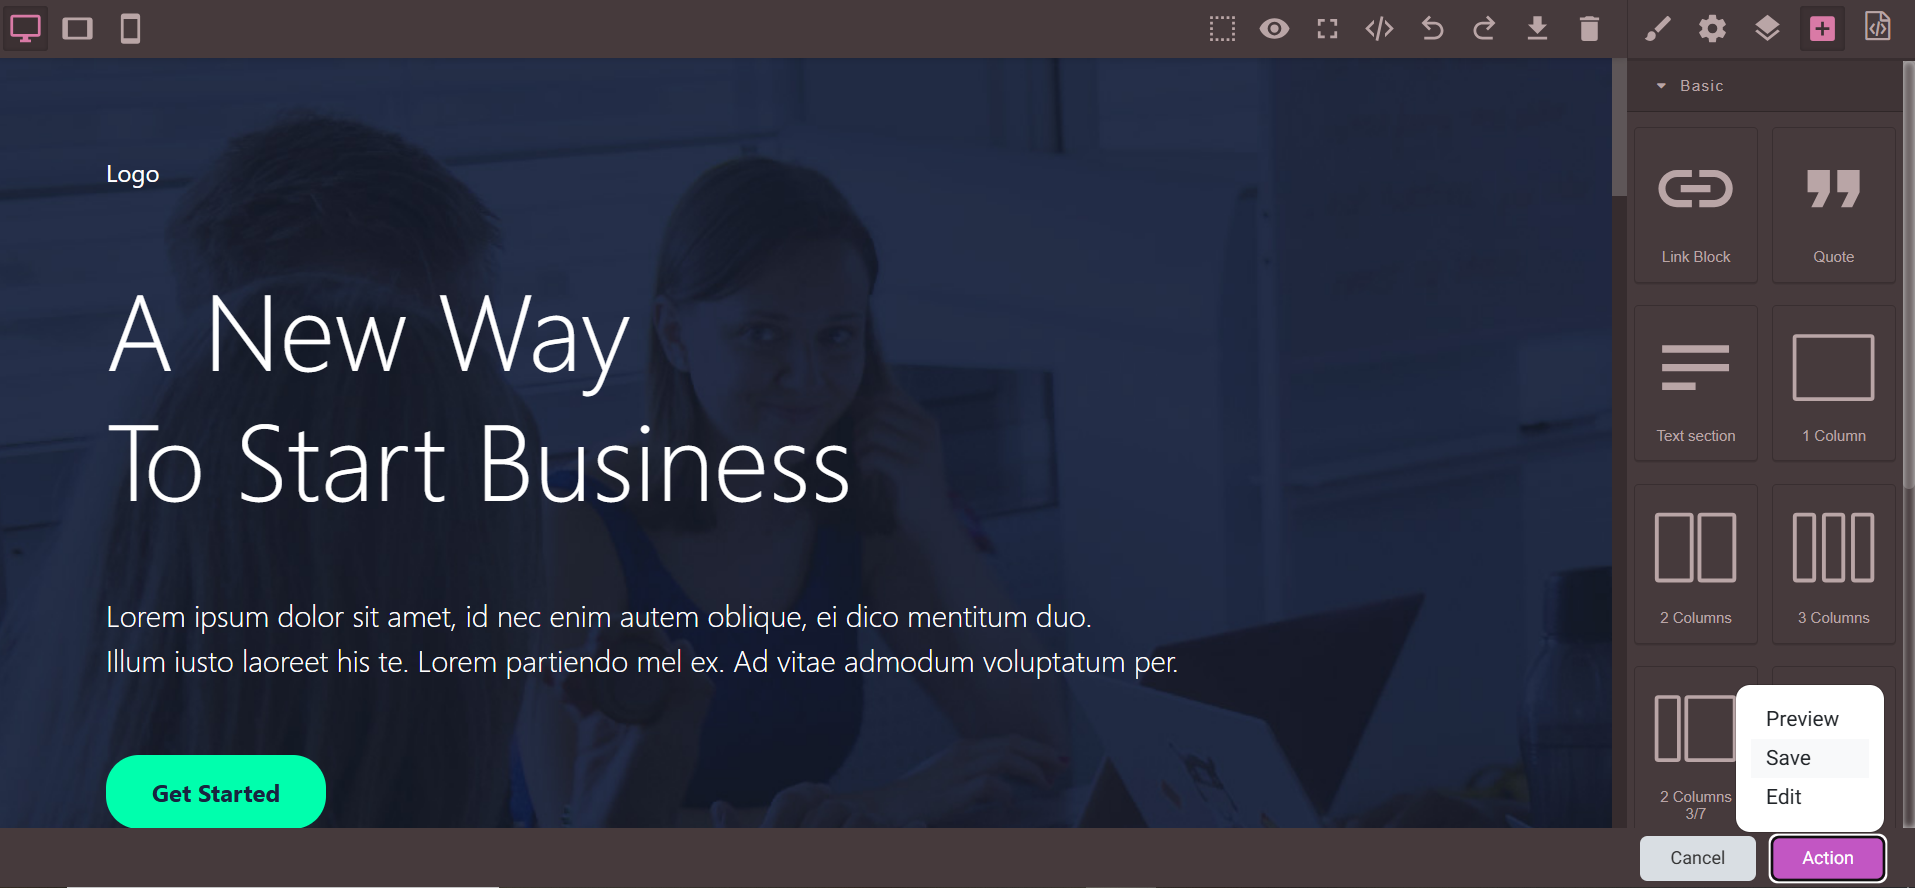 Basic
Logo
Link Block
Quote
A New Way
To Start Business
Text section
1 Column
2 Columns
3 Columns
Lorem ipsum dolor sit amet, id nec enim autem oblique, ei dico mentitum duo.
Illum iusto laoreet his te. Lorem partiendo mel ex. Ad vitae admodum voluptatum per.
Get Started
2 Columns
3/7
Preview
Save
Edit
Cancel
Action